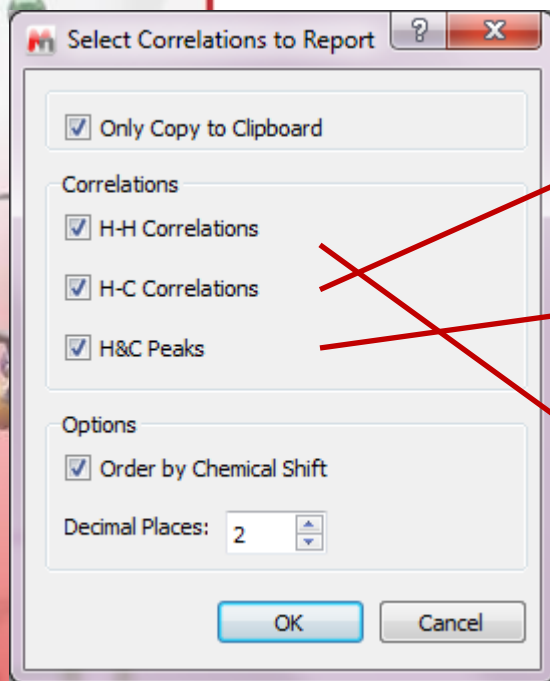 Select Correlations to Report
Only Copy to Clipboard
Correlations
H-H Correlations
H-C Correlations
H&C Peaks
Options
Order by Chemical Shift
Decimal Places: 2
OK Cancel